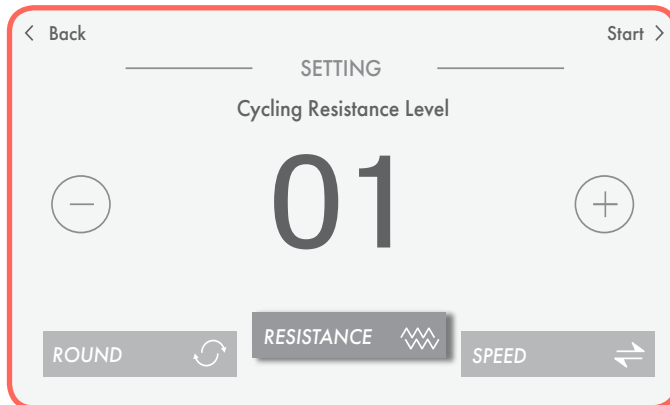 Back
Start
SETTING
Cycling Resistance Level
01
ROUND
RESISTANCE
SPEED